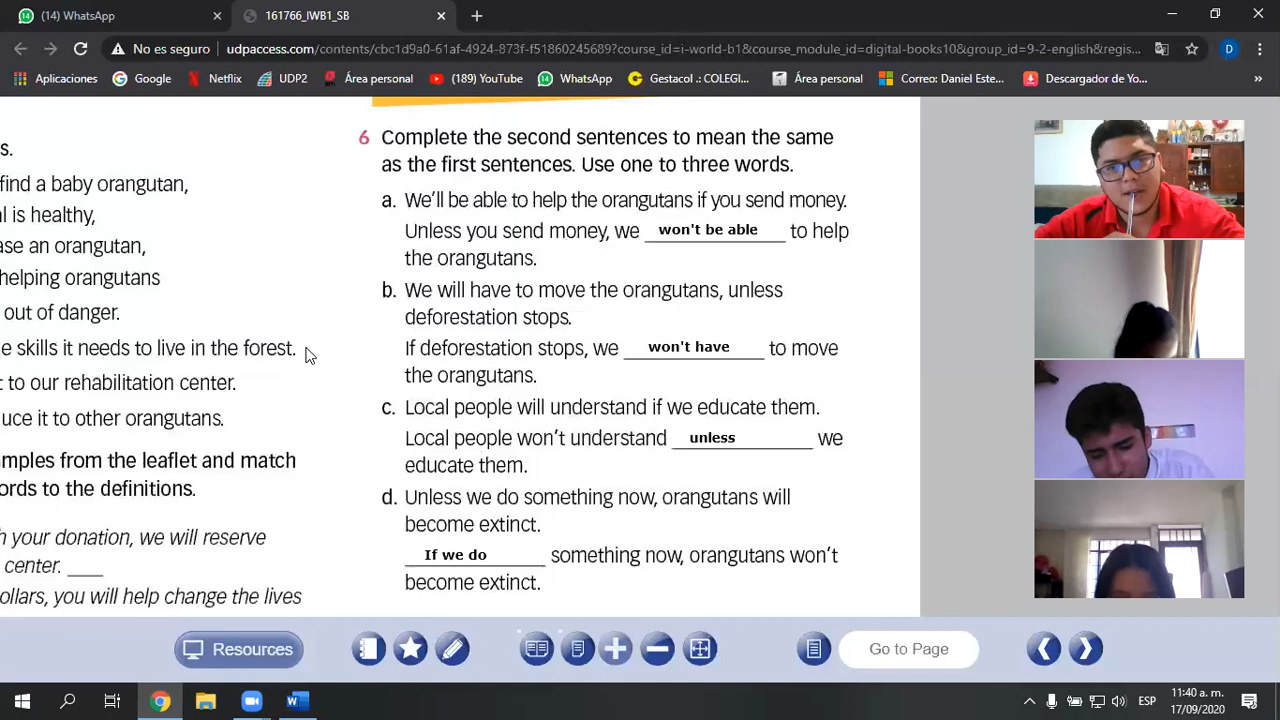 (14) WhatsApp
161766_IWB1_SB
No es seguro
udpaccess.com/contents/cbc1d9a0-61af-4924-873f-f51860245689?course_id=i-world-b1&course_module_id=digital-books10&group_id=9-2-english&regis...
D
Aplicaciones
Google
Netflix
UDP2
Área personal
(189) YouTube
WhatsApp
Gestacol .: COLEGI...
Área personal
Correo: Daniel Este...
Descargador de Yo...
»
s.
find a baby orangutan,
al is healthy,
ase an orangutan,
helping orangutans
out of danger.
e skills it needs to live in the forest.
t to our rehabilitation center.
uce it to other orangutans.
amples from the leaflet and match
ords to the definitions.
h your donation, we will reserve
center. ____
ollars, you will help change the lives
6 Complete the second sentences to mean the same
as the first sentences. Use one to three words.
a. We'll be able to help the orangutans if you send money.
Unless you send money, we won't be able to help
the orangutans.
b. We will have to move the orangutans, unless
deforestation stops.
If deforestation stops, we won't have to move
the orangutans.
c. Local people will understand if we educate them.
Local people won't understand unless we
educate them.
d. Unless we do something now, orangutans will
become extinct.
If we do something now, orangutans won't
become extinct.
Resources
Go to Page
ESP
11:40 a. m.
17/09/2020